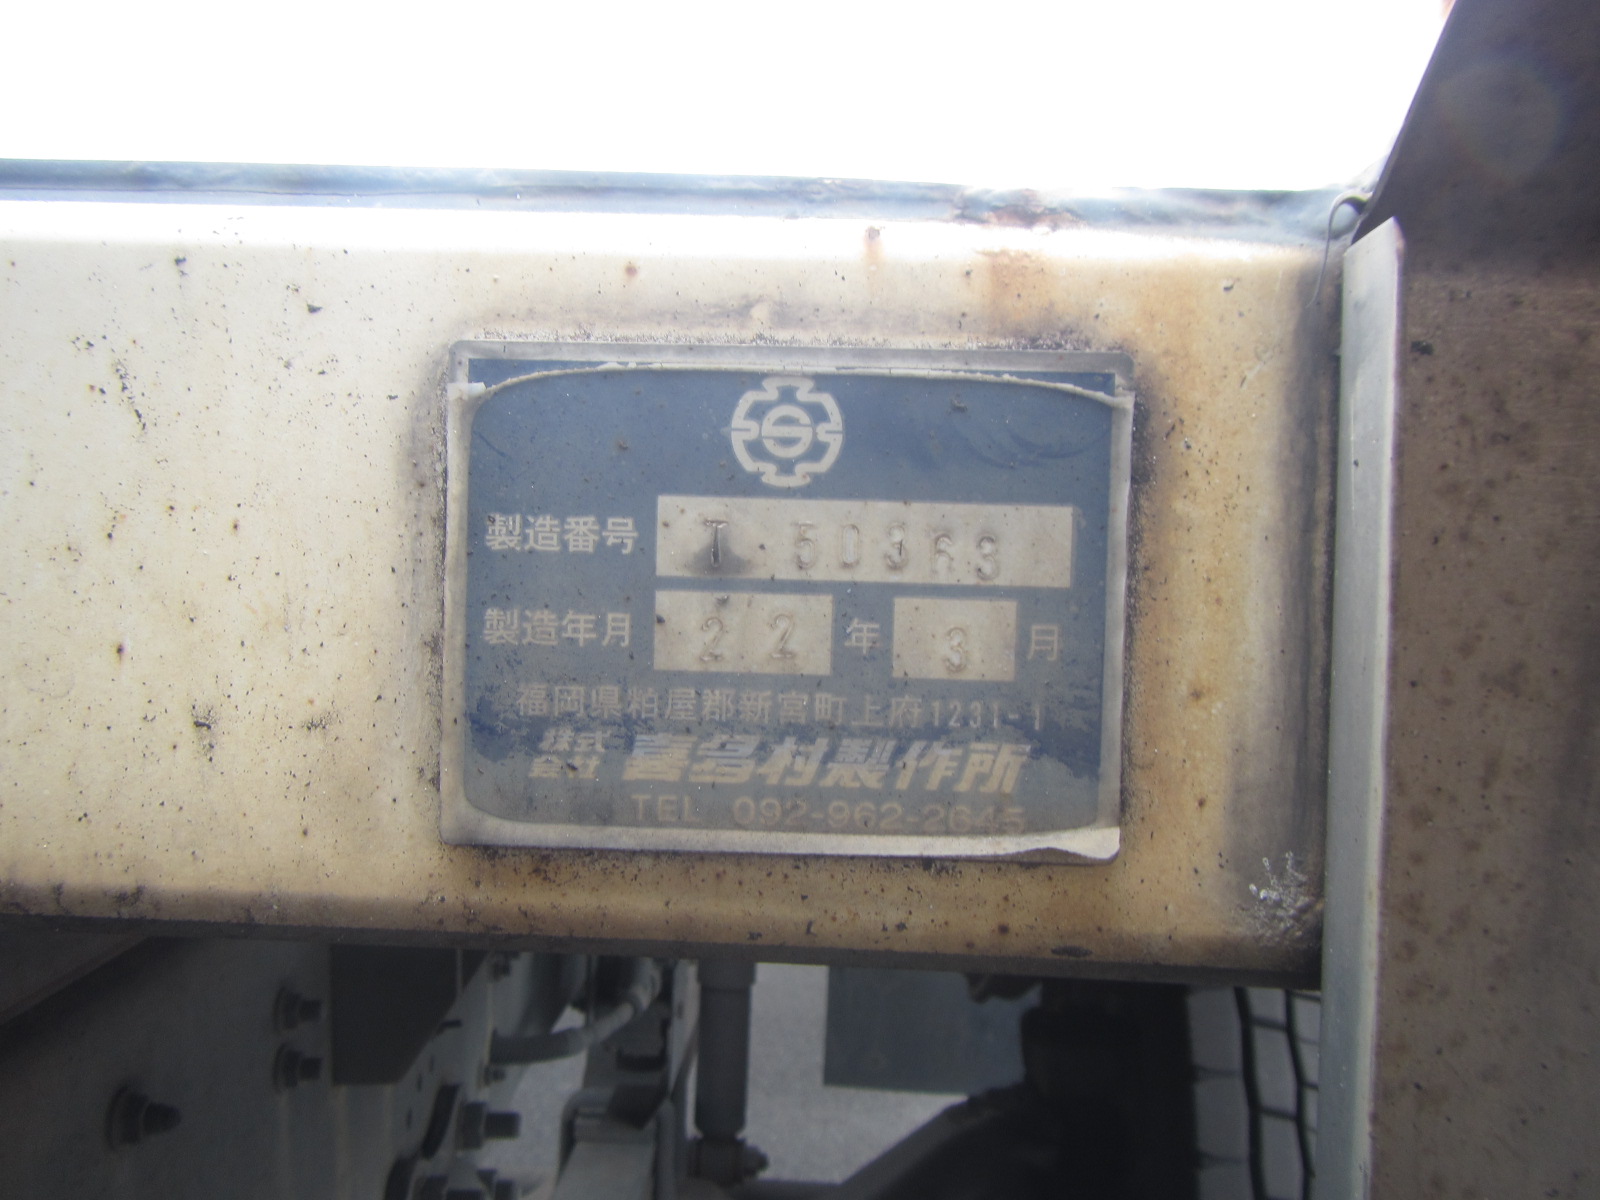 製造番号 T 50363
製造年月 22年3月
福岡県粕屋郡新宮町上府1231-1
株式会社 喜多村製作所
TEL 092-962-2645